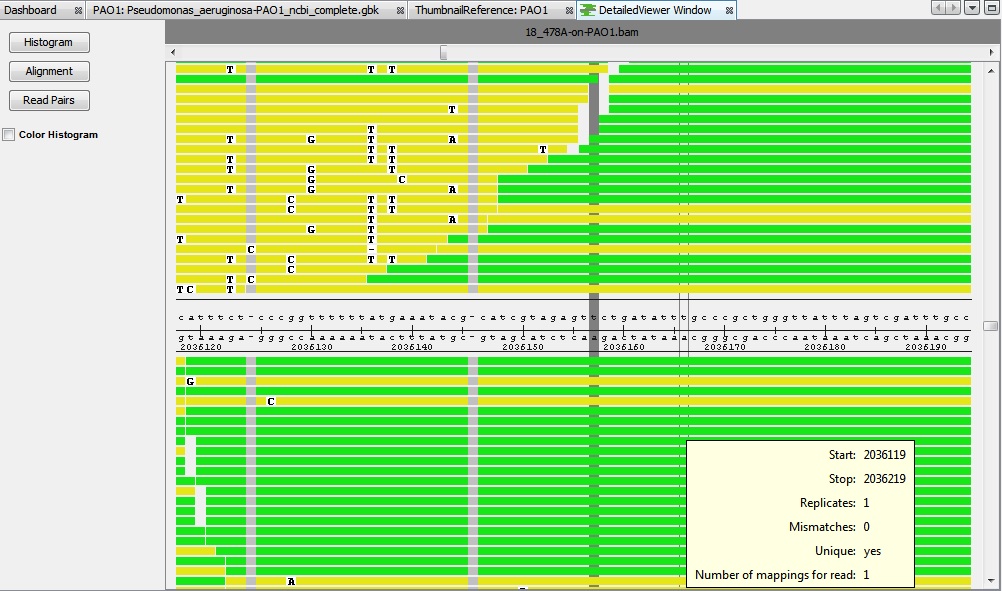 Dashboard PAO1: Pseudomonas_aeruginosa-PAO1_ncbi_complete.gbk ThumbnailReference: PAO1 DetailedViewer Window
18_478A-on-PAO1.bam
Histogram
Alignment
Read Pairs
Color Histogram
T T T
T
T
T G T A
T T T
T T T
T G T
G C
T G A
T C T T
C T T
T A
G T
T T
C -
T C T T
C
T C
T C T
2036120 2036130 2036140 2036150 2036160 2036170 2036180 2036190
G
C
Start: 2036119
Stop: 2036219
Replicates: 1
Mismatches: 0
Unique: yes
Number of mappings for read: 1
A